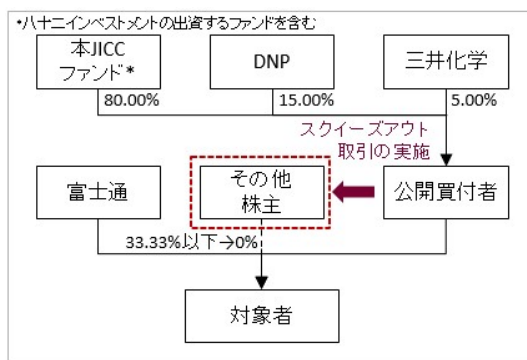 *八十二インベストメントの出資するファンドを含む
本JICC
ファンド*
DNP
三井化学
80.00%
15.00%
5.00%
スクイーズアウト
取引の実施
富士通
その他
株主
公開買付者
33.33%以下→0%
対象者